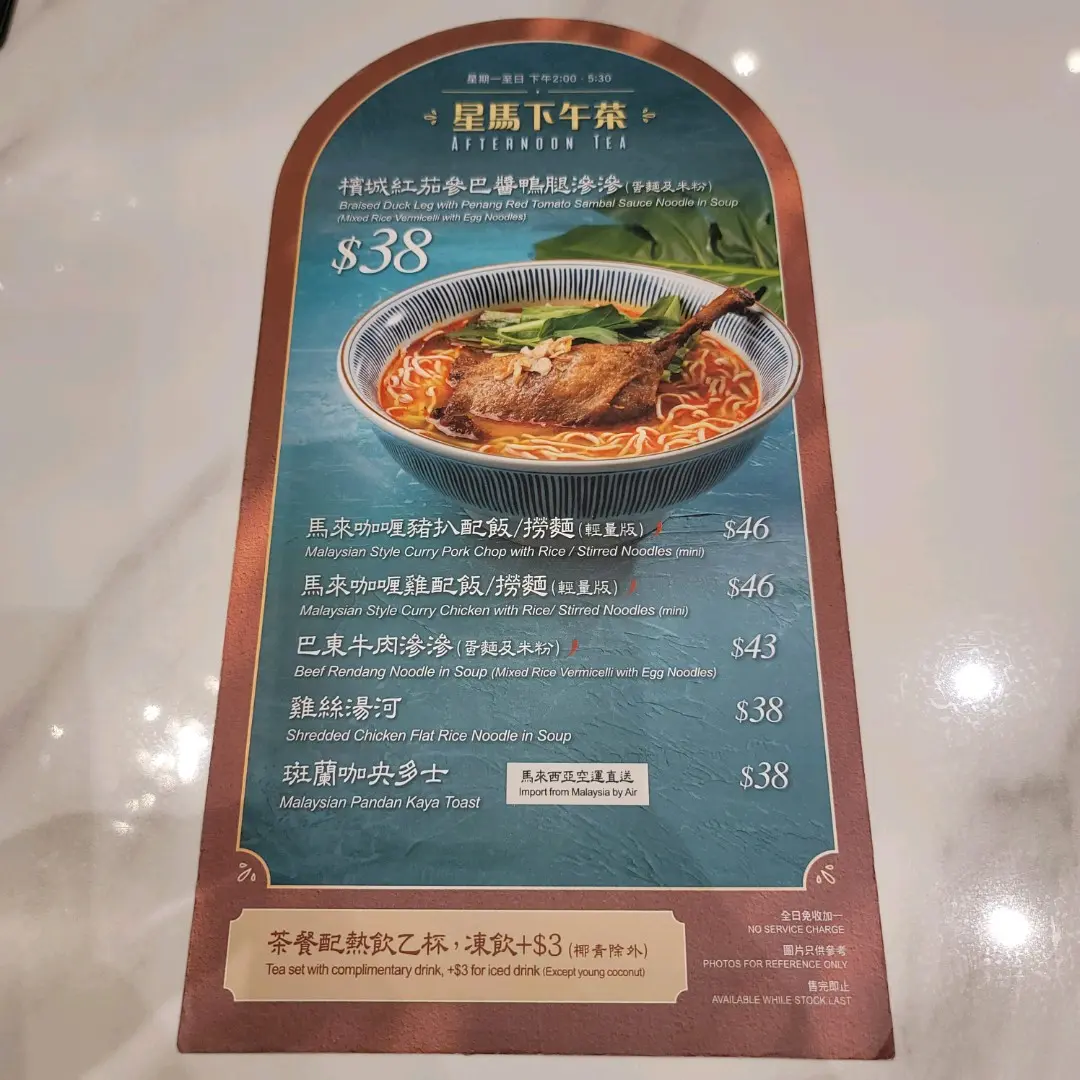 星期一至日 下午2:00 - 5:30
星馬下午茶
AFTERNOON TEA
檳城紅茄參巴醬鴨腿滲滲(蛋麵及米粉)
Braised Duck Leg with Penang Red Tomato Sambal Sauce Noodle in Soup
(Mixed Rice Vermicelli with Egg Noodles)
$38
馬來咖喱豬扒配飯/撈麵(輕量版) $46
Malaysian Style Curry Pork Chop with Rice / Stirred Noodles (mini)
馬來咖喱雞配飯/撈麵(輕量版) $46
Malaysian Style Curry Chicken with Rice/ Stirred Noodles (mini)
巴東牛肉滲滲(蛋麵及米粉) $43
Beef Rendang Noodle in Soup (Mixed Rice Vermicelli with Egg Noodles)
雞絲湯河 $38
Shredded Chicken Flat Rice Noodle in Soup
斑蘭咖央多士 馬來西亞空運直送 $38
Malaysian Pandan Kaya Toast Import from Malaysia by Air
茶餐配熱飲乙杯，凍飲+$3 (椰青除外)
Tea set with complimentary drink, +$3 for iced drink (Except young coconut)
全日免收加一
NO SERVICE CHARGE
圖片只供參考
PHOTOS FOR REFERENCE ONLY
售完即止
AVAILABLE WHILE STOCK LAST